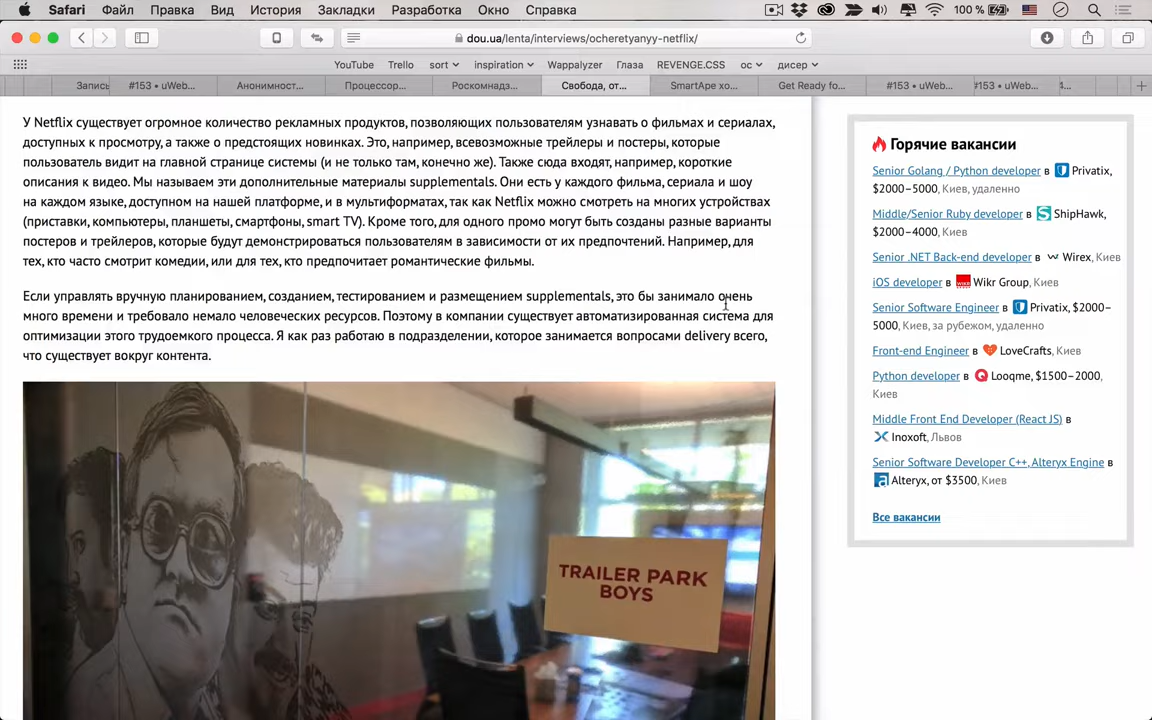 Safari Файл Правка Вид История Закладки Разработка Окно Справка 100 %
dou.ua/lenta/interviews/ocheretyanyy-netflix/
YouTube Trello sort inspiration Wappalyzer Глаза REVENGE.CSS ос дисер
Запись #153 • uWeb... Анонимност... Процессор... Роскомнадз... Свобода, от... SmartApe хо... Get Ready fo... #153 • uWeb... #153 • uWeb...
У Netflix существует огромное количество рекламных продуктов, позволяющих пользователям узнавать о фильмах и сериалах,
доступных к просмотру, а также о предстоящих новинках. Это, например, всевозможные трейлеры и постеры, которые
пользователь видит на главной странице системы (и не только там, конечно же). Также сюда входят, например, короткие
описания к видео. Мы называем эти дополнительные материалы supplementals. Они есть у каждого фильма, сериала и шоу
на каждом языке, доступном на нашей платформе, и в мультиформатах, так как Netflix можно смотреть на многих устройствах
(приставки, компьютеры, планшеты, смартфоны, smart TV). Кроме того, для одного промо могут быть созданы разные варианты
постеров и трейлеров, которые будут демонстрироваться пользователям в зависимости от их предпочтений. Например, для
тех, кто часто смотрит комедии, или для тех, кто предпочитает романтические фильмы.
Если управлять вручную планированием, созданием, тестированием и размещением supplementals, это бы занимало очень
много времени и требовало немало человеческих ресурсов. Поэтому в компании существует автоматизированная система для
оптимизации этого трудоемкого процесса. Я как раз работаю в подразделении, которое занимается вопросами delivery всего,
что существует вокруг контента.
TRAILER PARK
BOYS
Горячие вакансии
Senior Golang / Python developer в Privatix,
$2000–5000, Киев, удаленно
Middle/Senior Ruby developer в ShipHawk,
$2000–4000, Киев
Senior .NET Back-end developer в Wirex, Киев
iOS developer в Wikr Group, Киев
Senior Software Engineer в Privatix, $2000–
5000, Киев, за рубежом, удаленно
Front-end Engineer в LoveCrafts, Киев
Python developer в Looqme, $1500–2000,
Киев
Middle Front End Developer (React JS) в
Inoxoft, Львов
Senior Software Developer C++, Alteryx Engine в
Alteryx, от $3500, Киев
Все вакансии